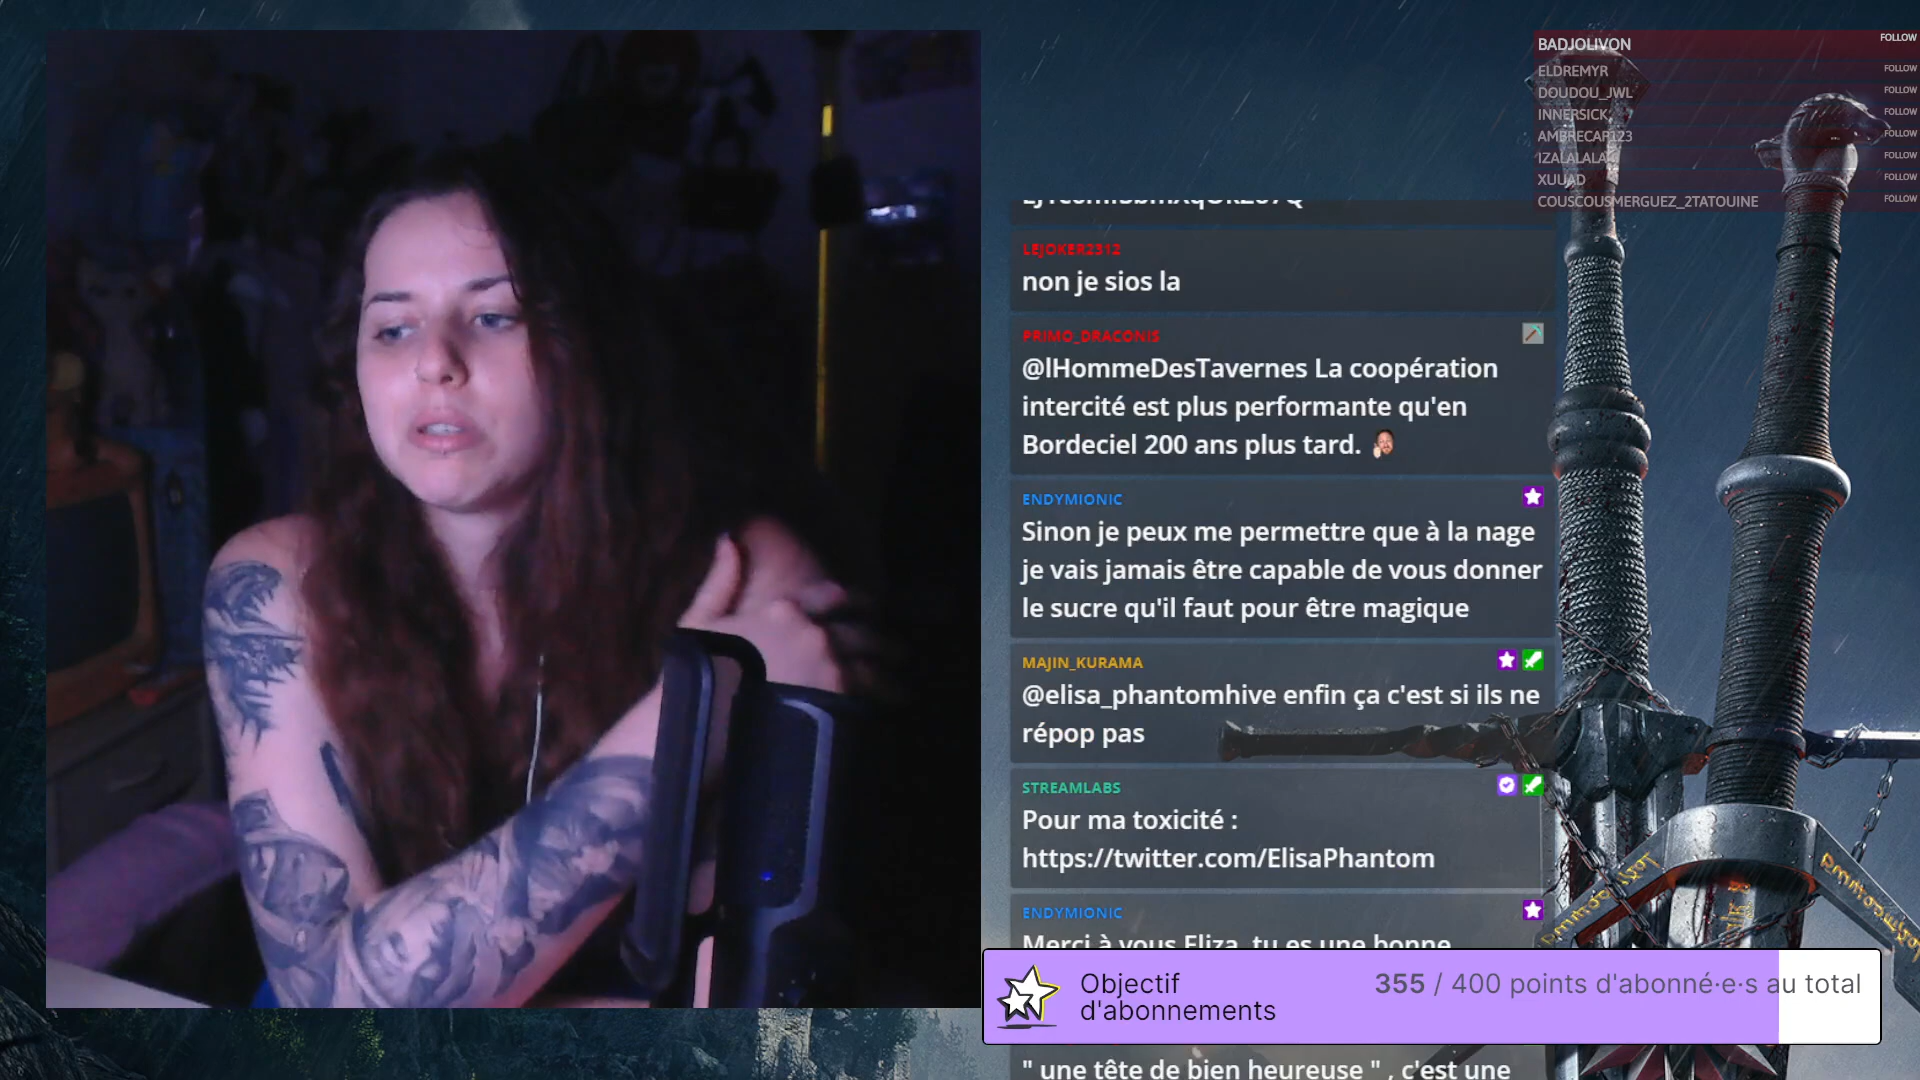 BADJOLIVON FOLLOW
ELDREMYR FOLLOW
DOUDOU_JWL FOLLOW
INNERSICK FOLLOW
AMBRECAR123 FOLLOW
IZALALALA FOLLOW
XUUAD FOLLOW
COUSCOUSMERGUEZ_2TATOUINE FOLLOW
LEJOKER2312
non je sios la
PRIMO_DRACONIS
@lHommeDesTavernes La coopération
intercité est plus performante qu'en
Bordeciel 200 ans plus tard.
ENDYMIONIC
Sinon je peux me permettre que à la nage
je vais jamais être capable de vous donner
le sucre qu'il faut pour être magique
MAJIN_KURAMA
@elisa_phantomhive enfin ça c'est si ils ne
répop pas
STREAMLABS
Pour ma toxicité :
https://twitter.com/ElisaPhantom
ENDYMIONIC
Merci à vous Eliza, tu es une bonne
Objectif
d'abonnements
355 / 400 points d'abonné·e·s au total
" une tête de bien heureuse " , c'est une